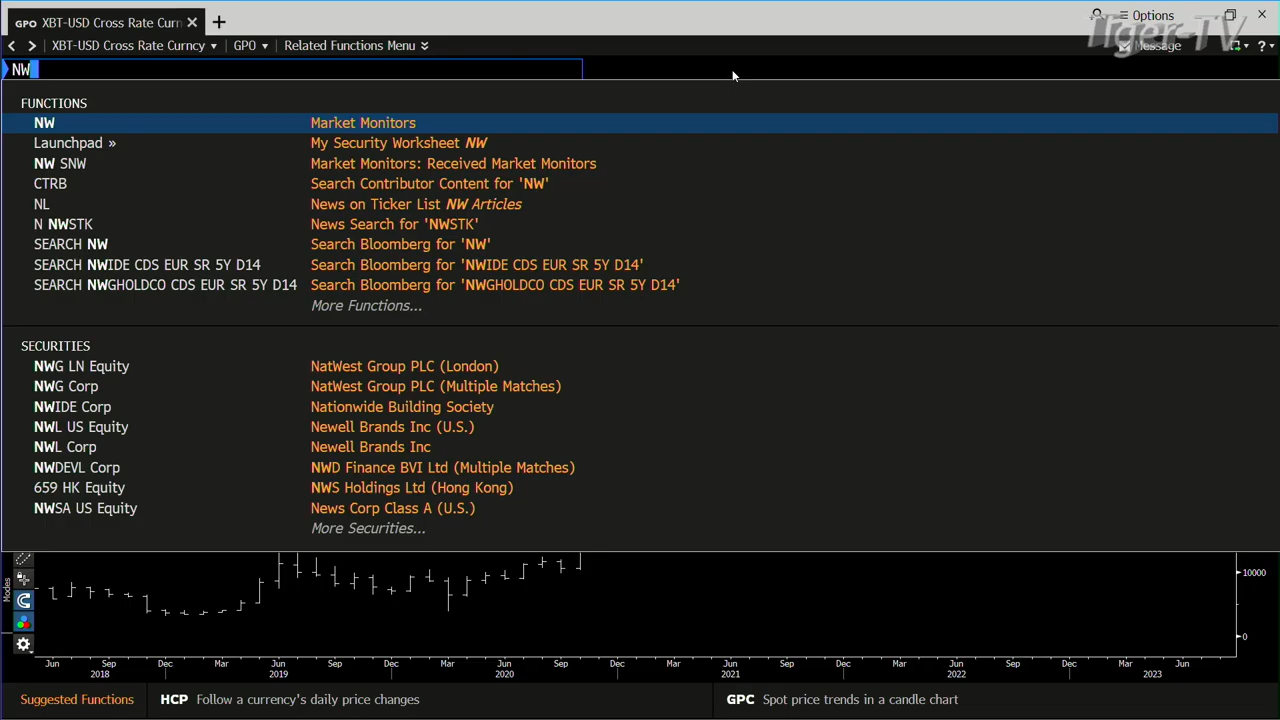 GPO XBT-USD Cross Rate Curn
Options
Tiger-TV
XBT-USD Cross Rate Curncy GPO Related Functions Menu
Message
NW
FUNCTIONS
NW Market Monitors
Launchpad » My Security Worksheet NW
NW SNW Market Monitors: Received Market Monitors
CTRB Search Contributor Content for 'NW'
NL News on Ticker List NW Articles
N NWSTK News Search for 'NWSTK'
SEARCH NW Search Bloomberg for 'NW'
SEARCH NWIDE CDS EUR SR 5Y D14 Search Bloomberg for 'NWIDE CDS EUR SR 5Y D14'
SEARCH NWGHOLDCO CDS EUR SR 5Y D14 Search Bloomberg for 'NWGHOLDCO CDS EUR SR 5Y D14'
More Functions...
SECURITIES
NWG LN Equity NatWest Group PLC (London)
NWG Corp NatWest Group PLC (Multiple Matches)
NWIDE Corp Nationwide Building Society
NWL US Equity Newell Brands Inc (U.S.)
NWL Corp Newell Brands Inc
NWDEVL Corp NWD Finance BVI Ltd (Multiple Matches)
659 HK Equity NWS Holdings Ltd (Hong Kong)
NWSA US Equity News Corp Class A (U.S.)
More Securities...
Modes
10000
0
Jun Sep Dec Mar Jun Sep Dec Mar Jun Sep Dec Mar Jun Sep Dec Mar Jun Sep Dec Mar Jun
2018 2019 2020 2021 2022 2023
Suggested Functions HCP Follow a currency's daily price changes GPC Spot price trends in a candle chart